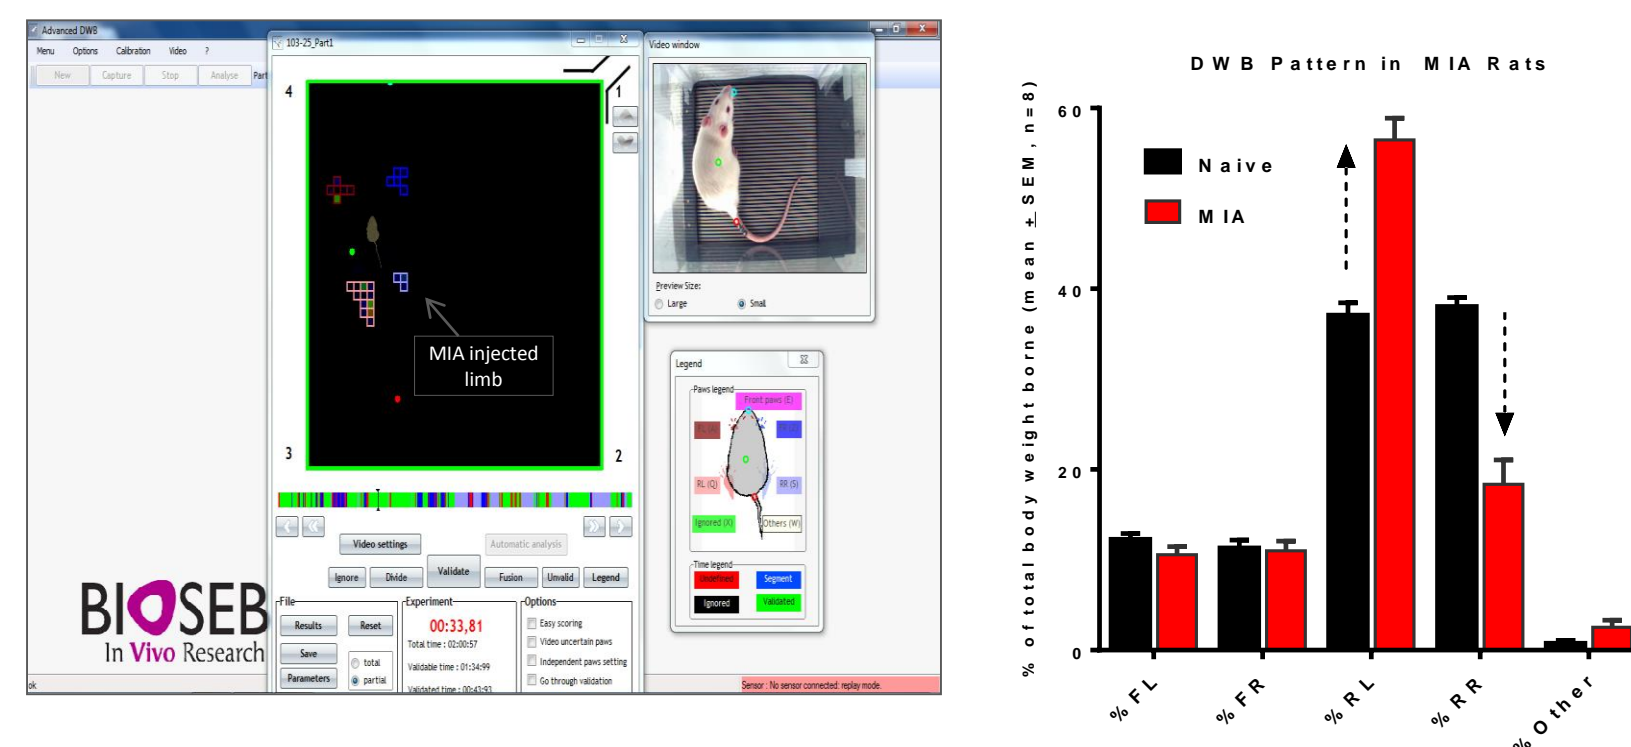 Advanced DWB
Menu Options Calibration Video ?
New Capture Stop Analyse Part
103-25_Part1
4
1
3
2
MIA injected
limb
Video settings
Automatic analysis
Ignore Divide Validate Fusion Unvalid Legend
File
Results Reset
Save
total
Parameters partial
Experiment
00:33,81
Total time : 02:00:57
Validable time : 01:34:99
Validated time : 00:43:93
Options
Easy scoring
Video uncertain paws
Independent paws setting
Go through validation
Video window
Preview Size:
Large Small
Legend
Paws legend
Front paws (E)
RL (Q) RR (S)
Ignored (X) Others (W)
Time legend
Undefined Segment
Ignored Validated
Sensor : No sensor connected: replay mode.
ok
BIOSEB
In Vivo Research
DWB Pattern in MIA Rats
% of total body weight borne (mean ± SEM, n=8)
60
40
20
0
Naive
MIA
% FL
% FR
% RL
% RR
% Other